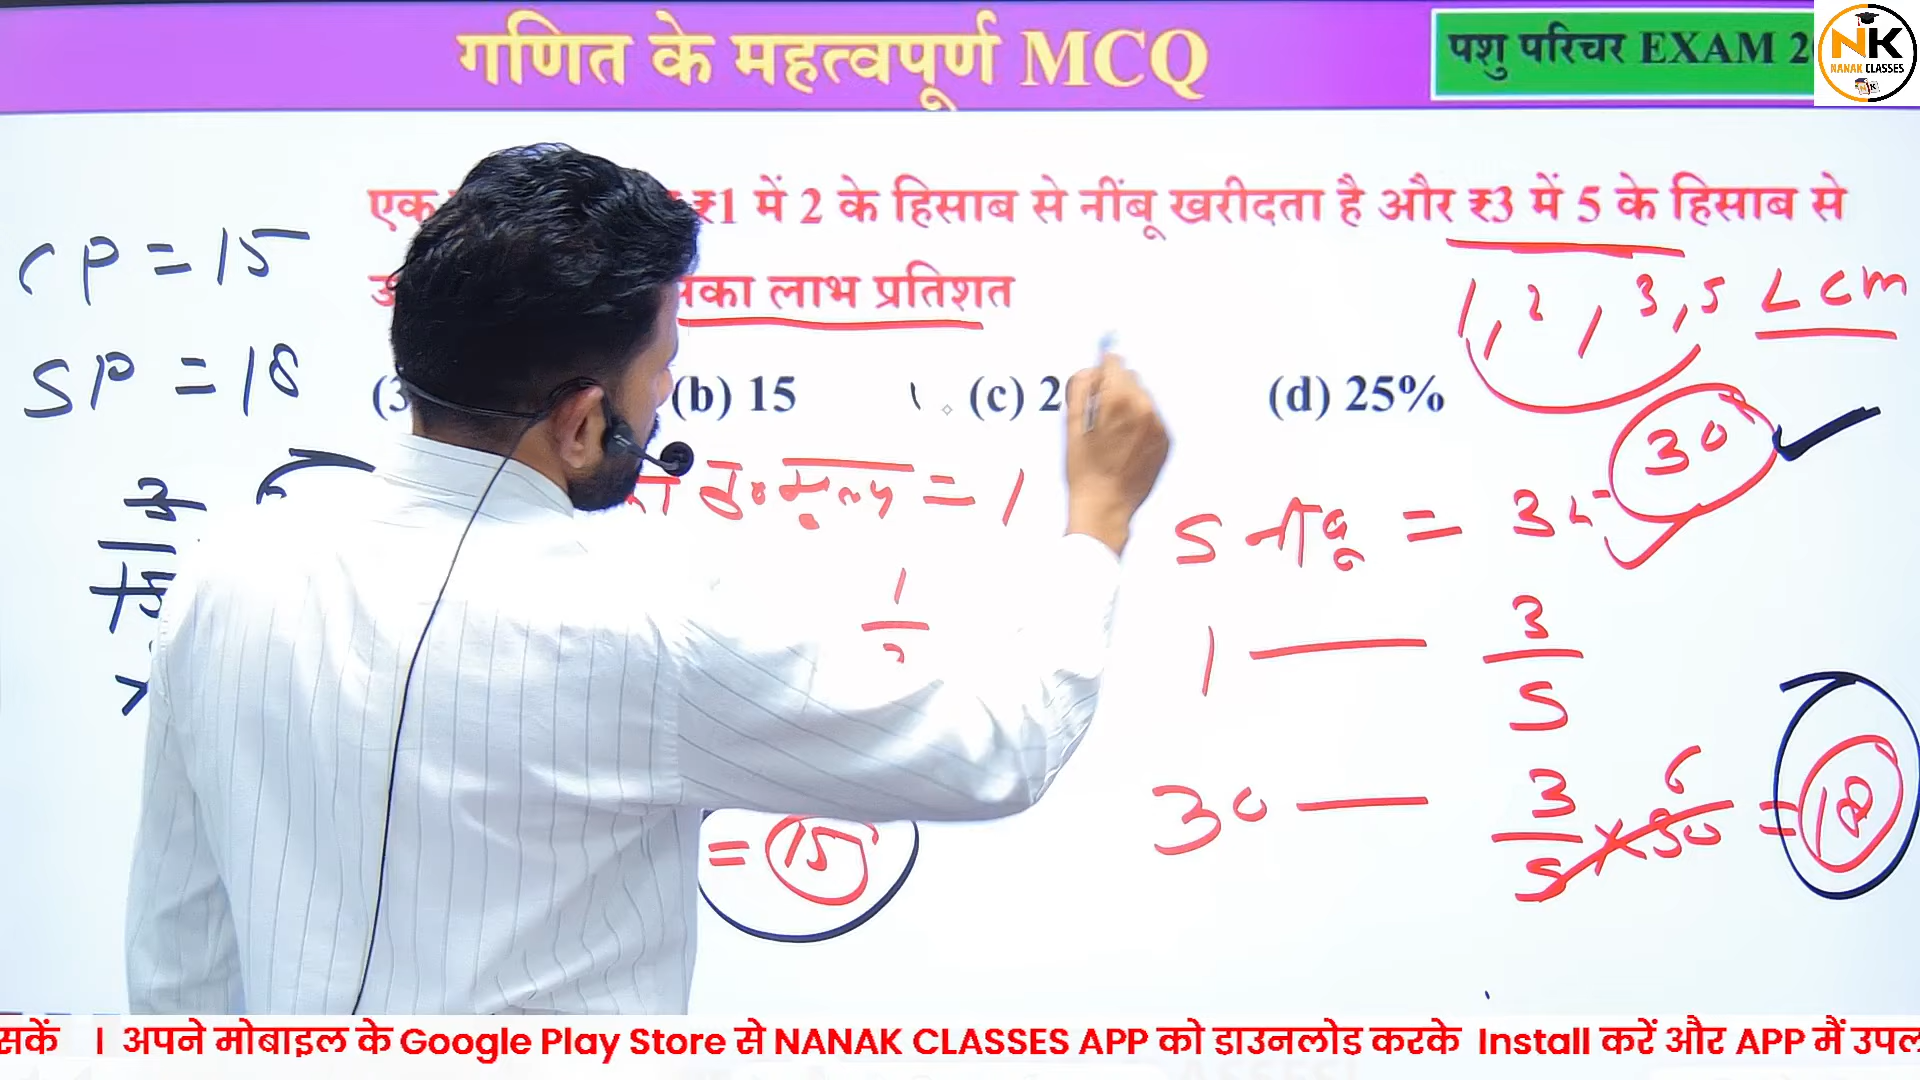 गणित के महत्वपूर्ण MCQ
पशु परिचर EXAM 2
NK
NANAK CLASSES
एक ₹1 में 2 के हिसाब से नींबू खरीदता है और ₹3 में 5 के हिसाब से
लाभ प्रतिशत
(b) 15 (c) 2 (d) 25%
CP = 15
SP = 18
1, 2, 3, 5 LCM
30
= 1
5 नींबू = 3
1
1 — 3/5
30 — 3/5 × 30 6 = 18
= 15
सकें । अपने मोबाइल के Google Play Store से NANAK CLASSES APP को डाउनलोड करके Install करें और APP मैं